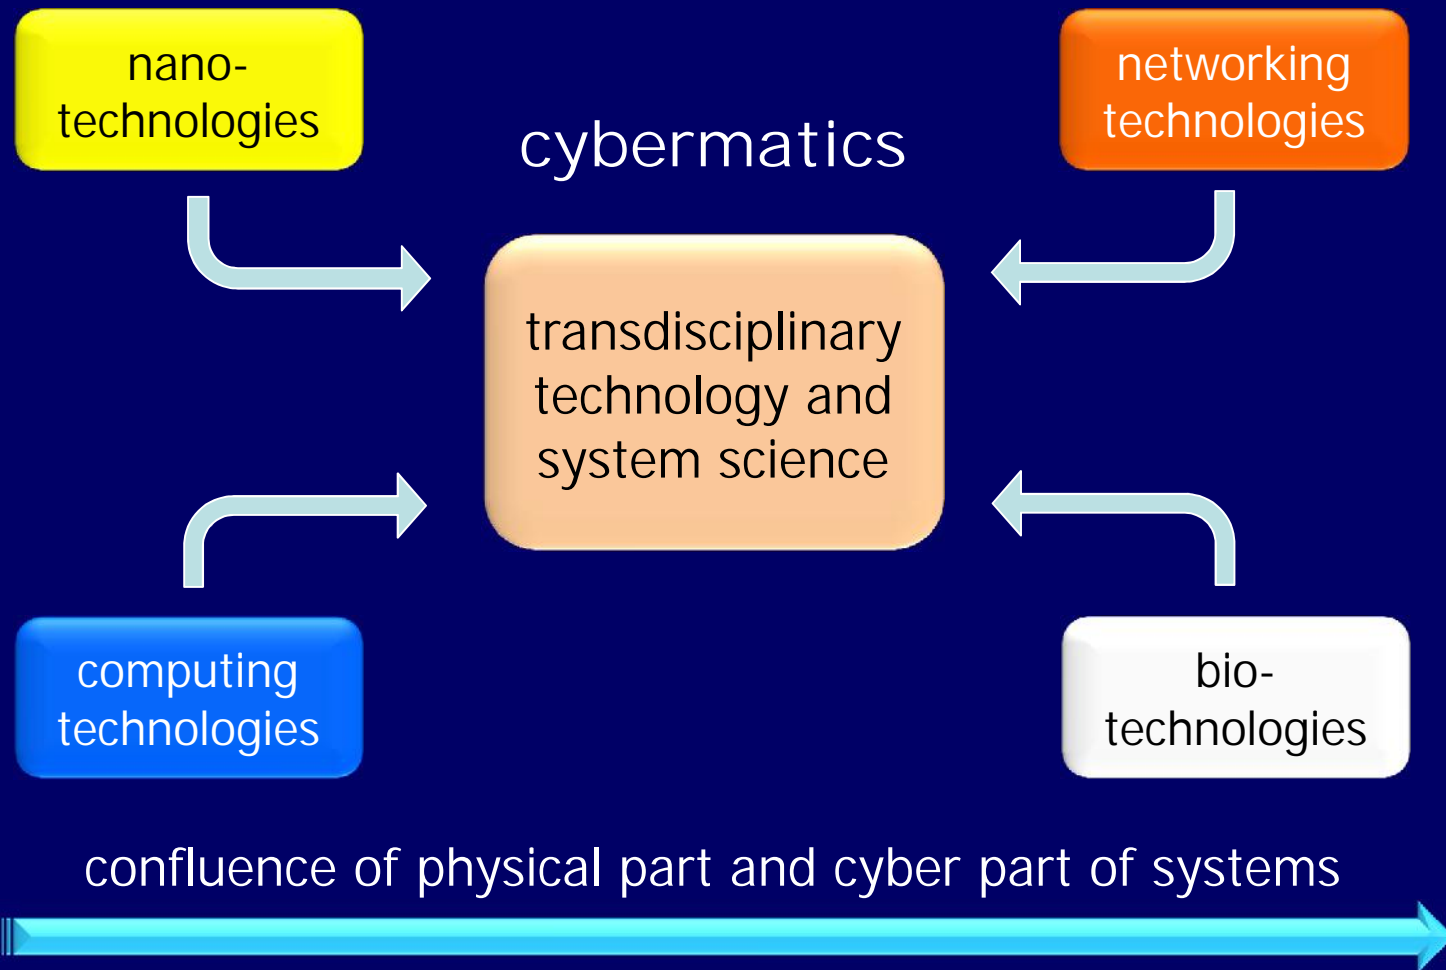 nano-
technologies
networking
technologies
cybermatics
transdisciplinary
technology and
system science
computing
technologies
bio-
technologies
confluence of physical part and cyber part of systems